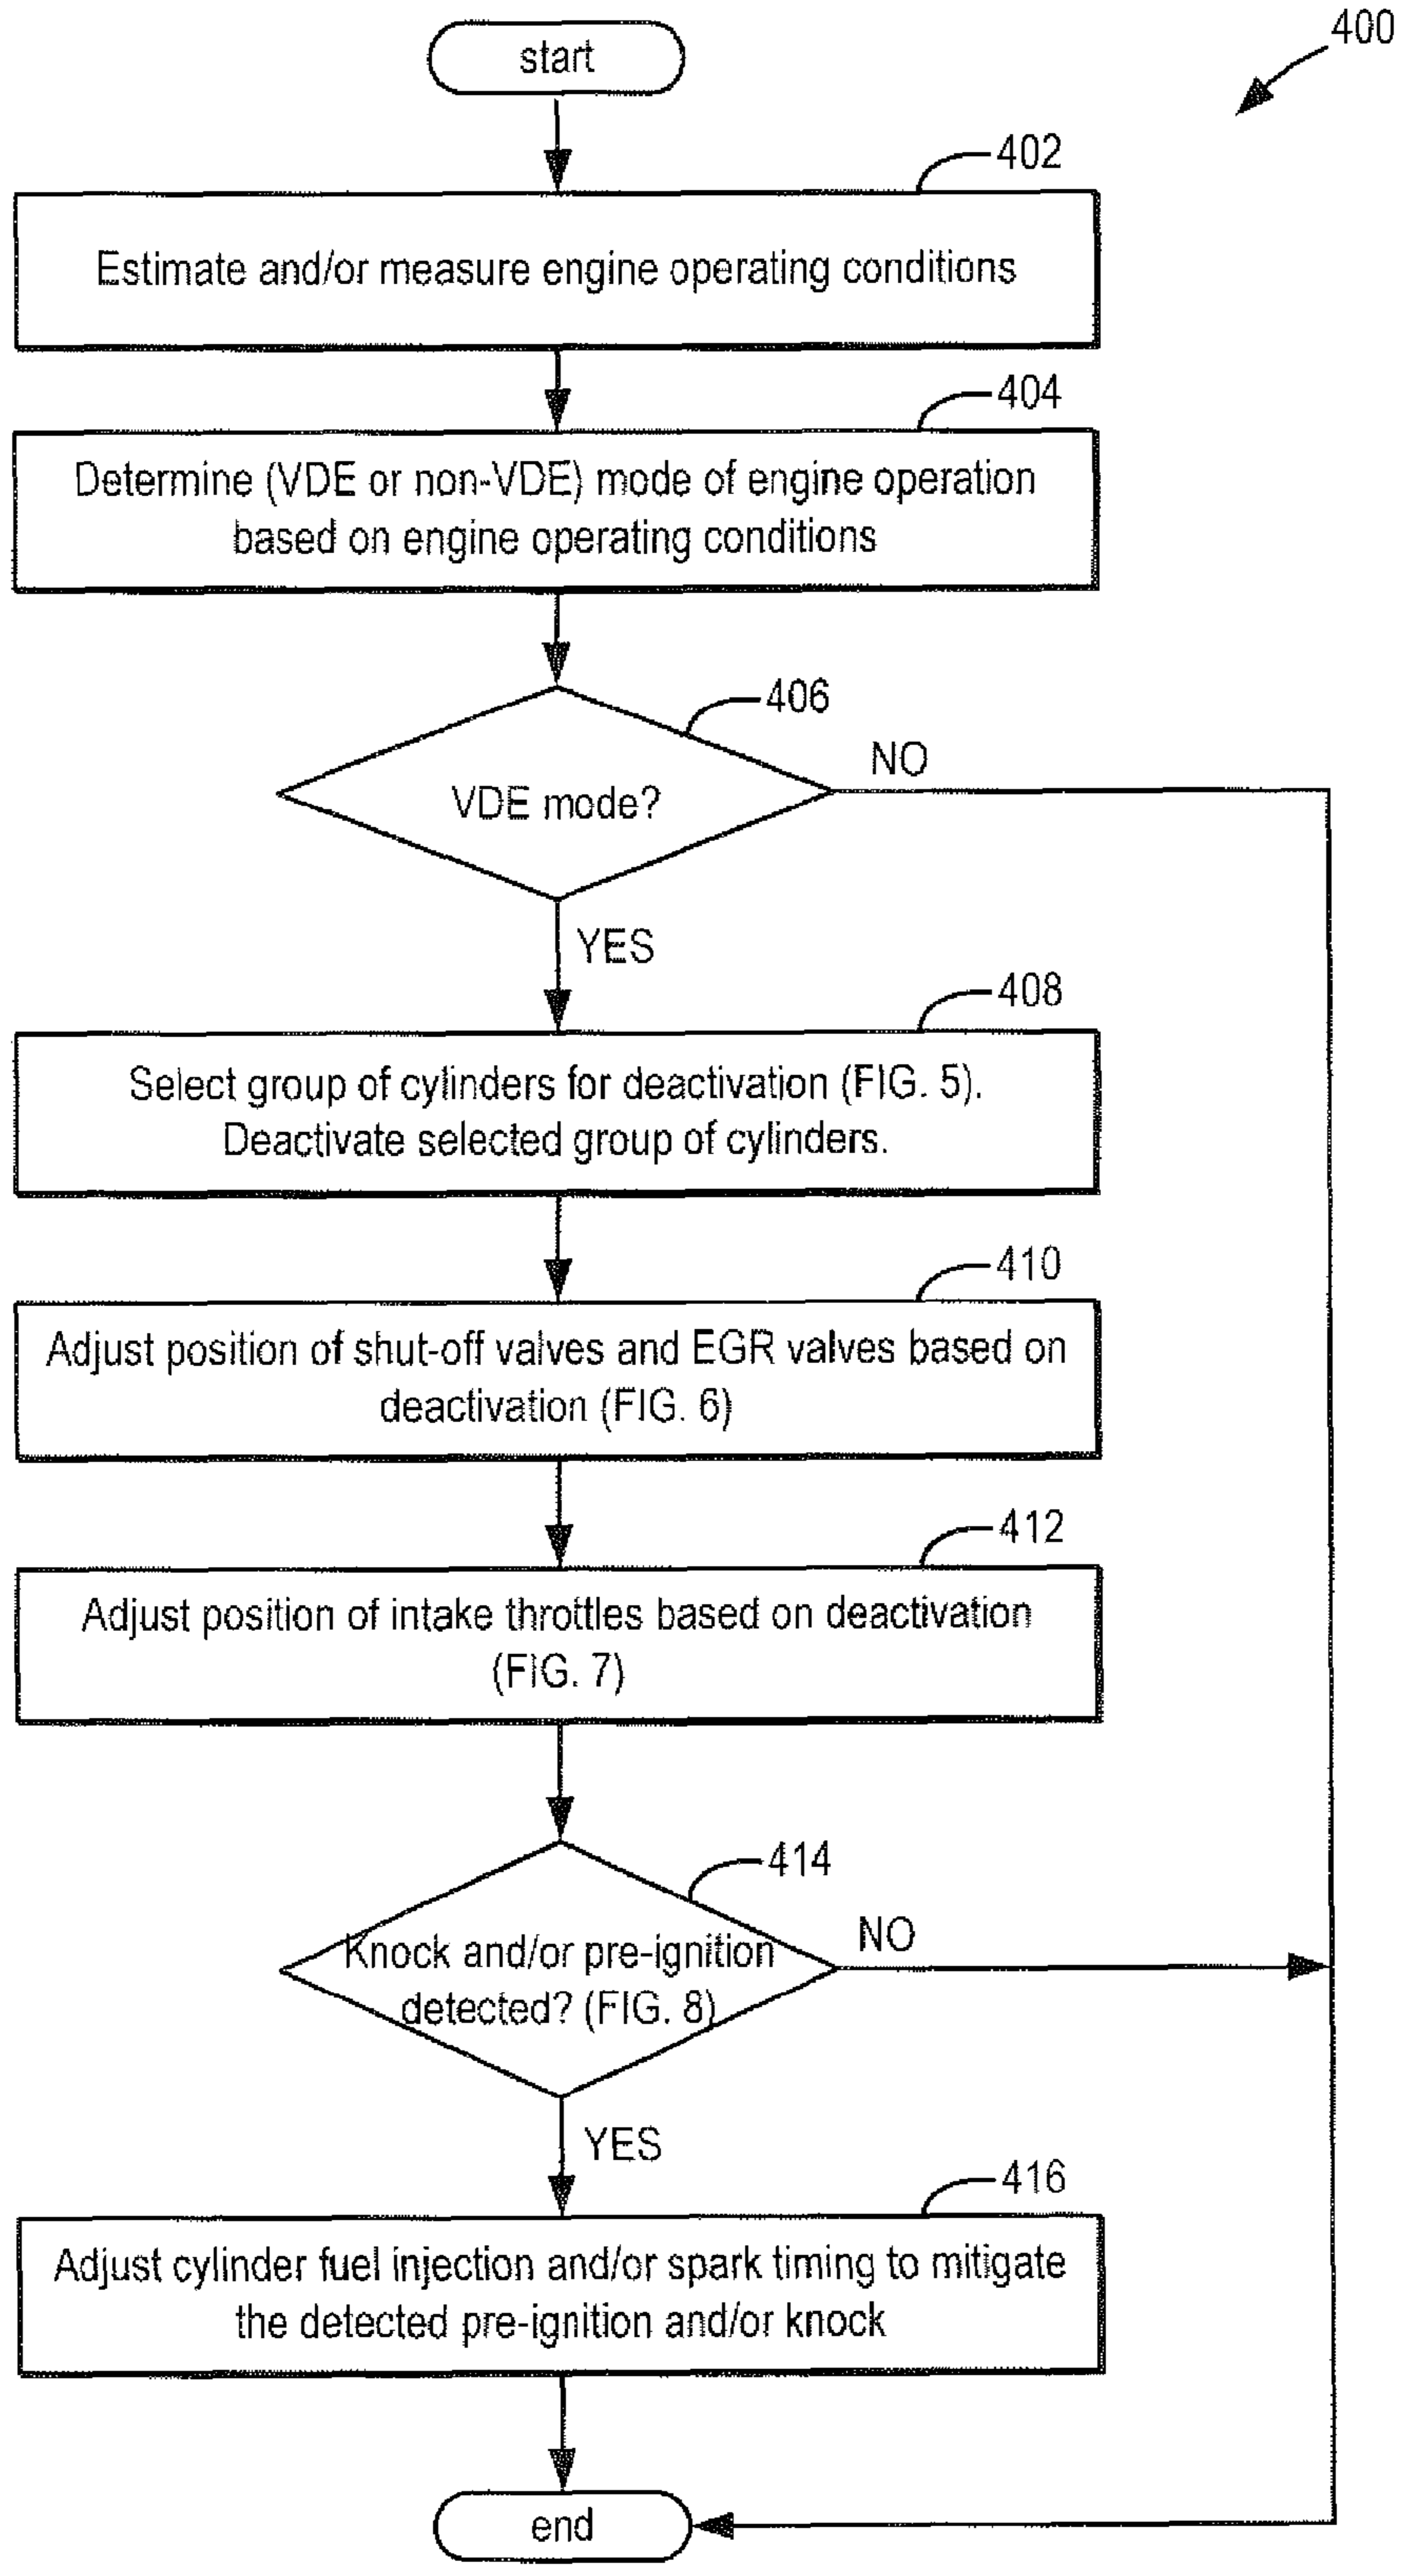 400
start
402
Estimate and/or measure engine operating conditions
404
Determine (VDE or non-VDE) mode of engine operation
based on engine operating conditions
406
VDE mode?
NO
YES
408
Select group of cylinders for deactivation (FIG. 5).
Deactivate selected group of cylinders.
410
Adjust position of shut-off valves and EGR valves based on
deactivation (FIG. 6)
412
Adjust position of intake throttles based on deactivation
(FIG. 7)
414
Knock and/or pre-ignition
detected? (FIG. 8)
NO
YES
416
Adjust cylinder fuel injection and/or spark timing to mitigate
the detected pre-ignition and/or knock
end